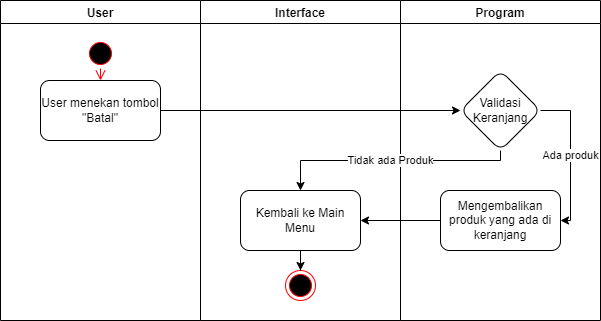 User
Interface
Program
User menekan tombol
"Batal"
Validasi
Keranjang
Tidak ada Produk
Ada produk
Kembali ke Main
Menu
Mengembalikan
produk yang ada di
keranjang